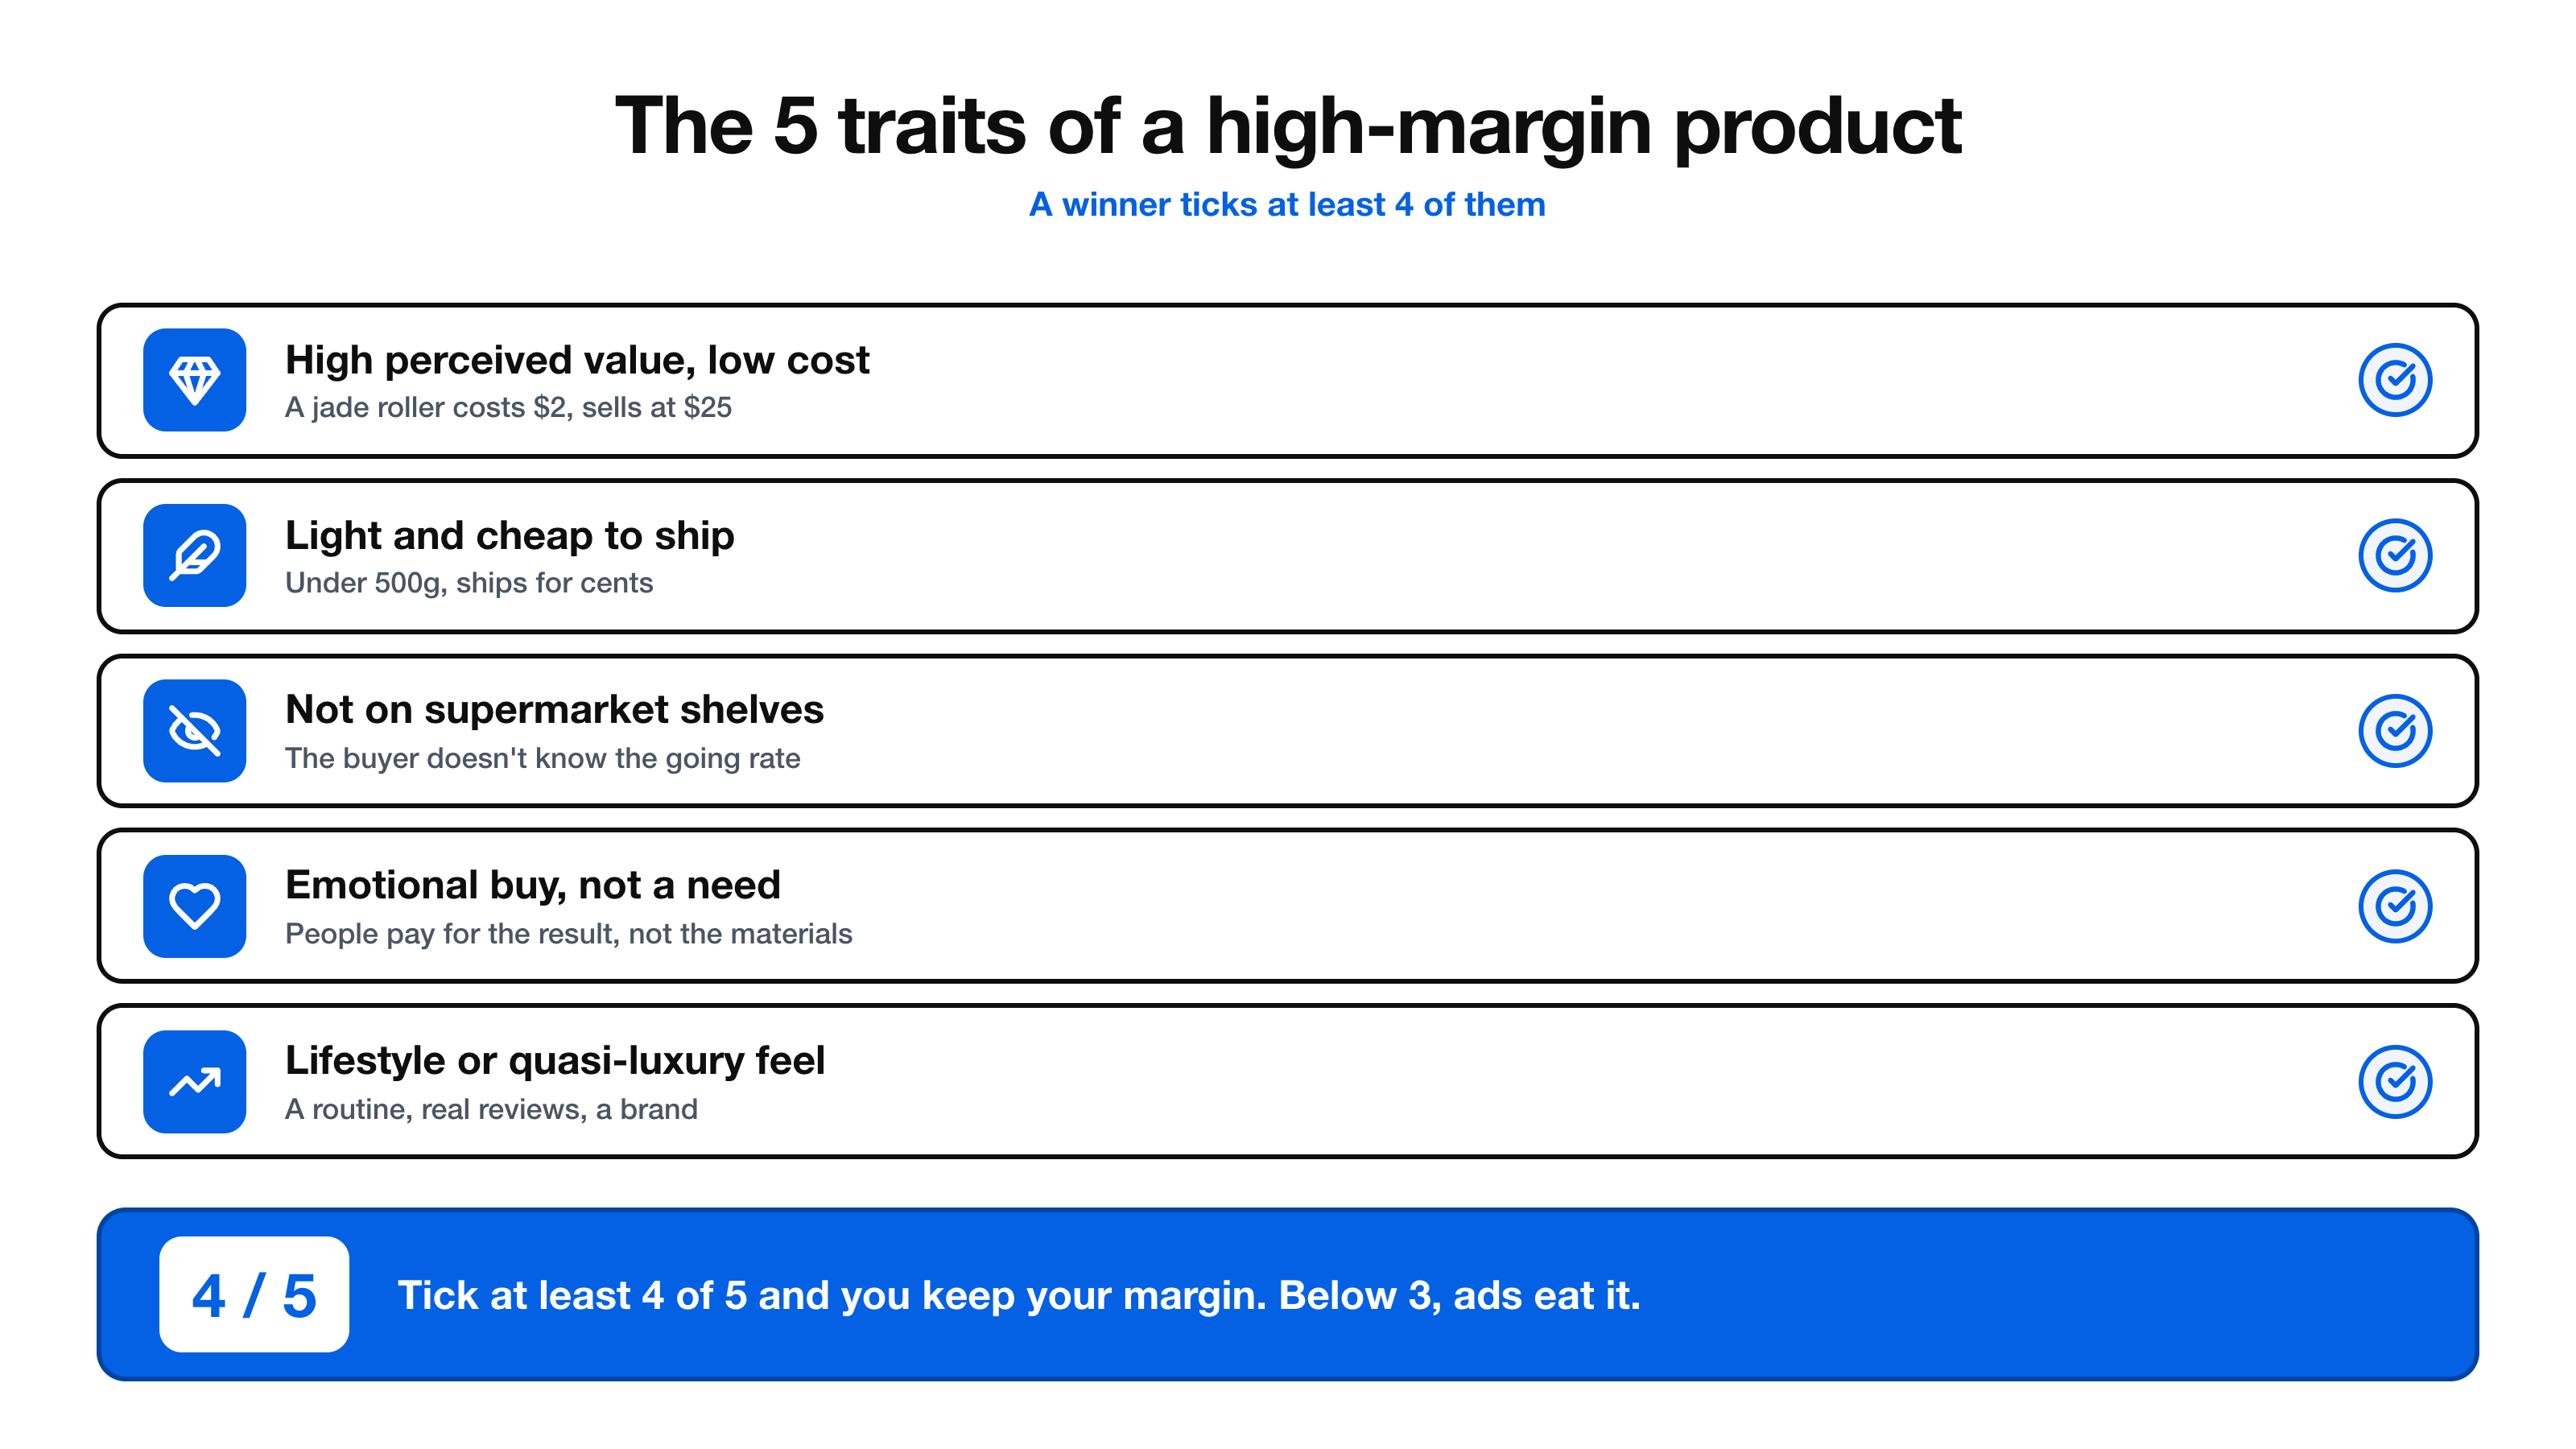 The 5 traits of a high-margin product
A winner ticks at least 4 of them
High perceived value, low cost
A jade roller costs $2, sells at $25
Light and cheap to ship
Under 500g, ships for cents
Not on supermarket shelves
The buyer doesn't know the going rate
Emotional buy, not a need
People pay for the result, not the materials
Lifestyle or quasi-luxury feel
A routine, real reviews, a brand
4 / 5
Tick at least 4 of 5 and you keep your margin. Below 3, ads eat it.